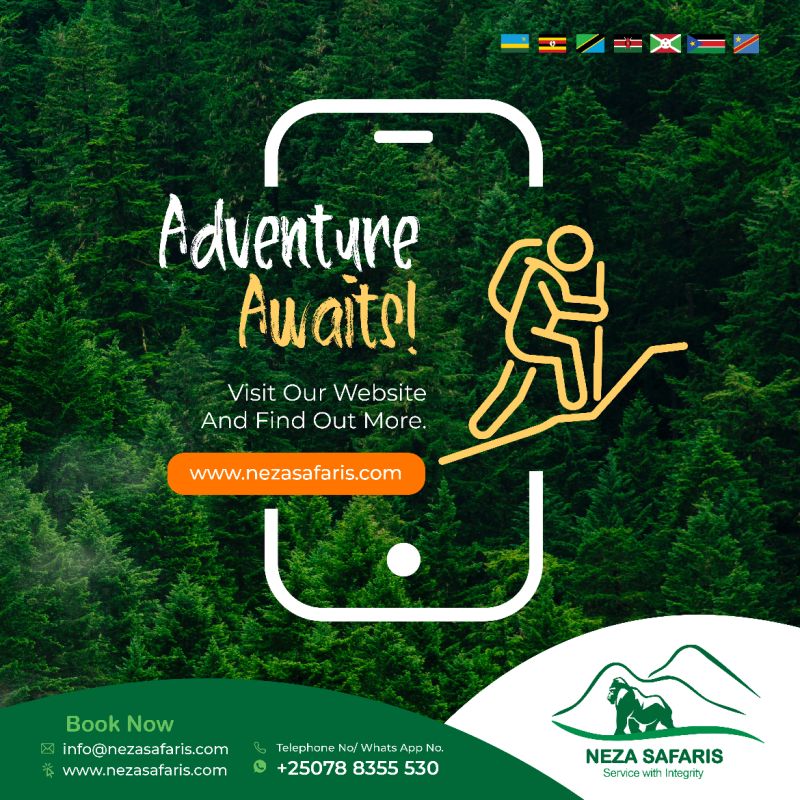 Adventure
Awaits!
Visit Our Website
And Find Out More.
www.nezasafaris.com
Book Now
info@nezasafaris.com
www.nezasafaris.com
Telephone No/ Whats App No.
+25078 8355 530
NEZA SAFARIS
Service with Integrity